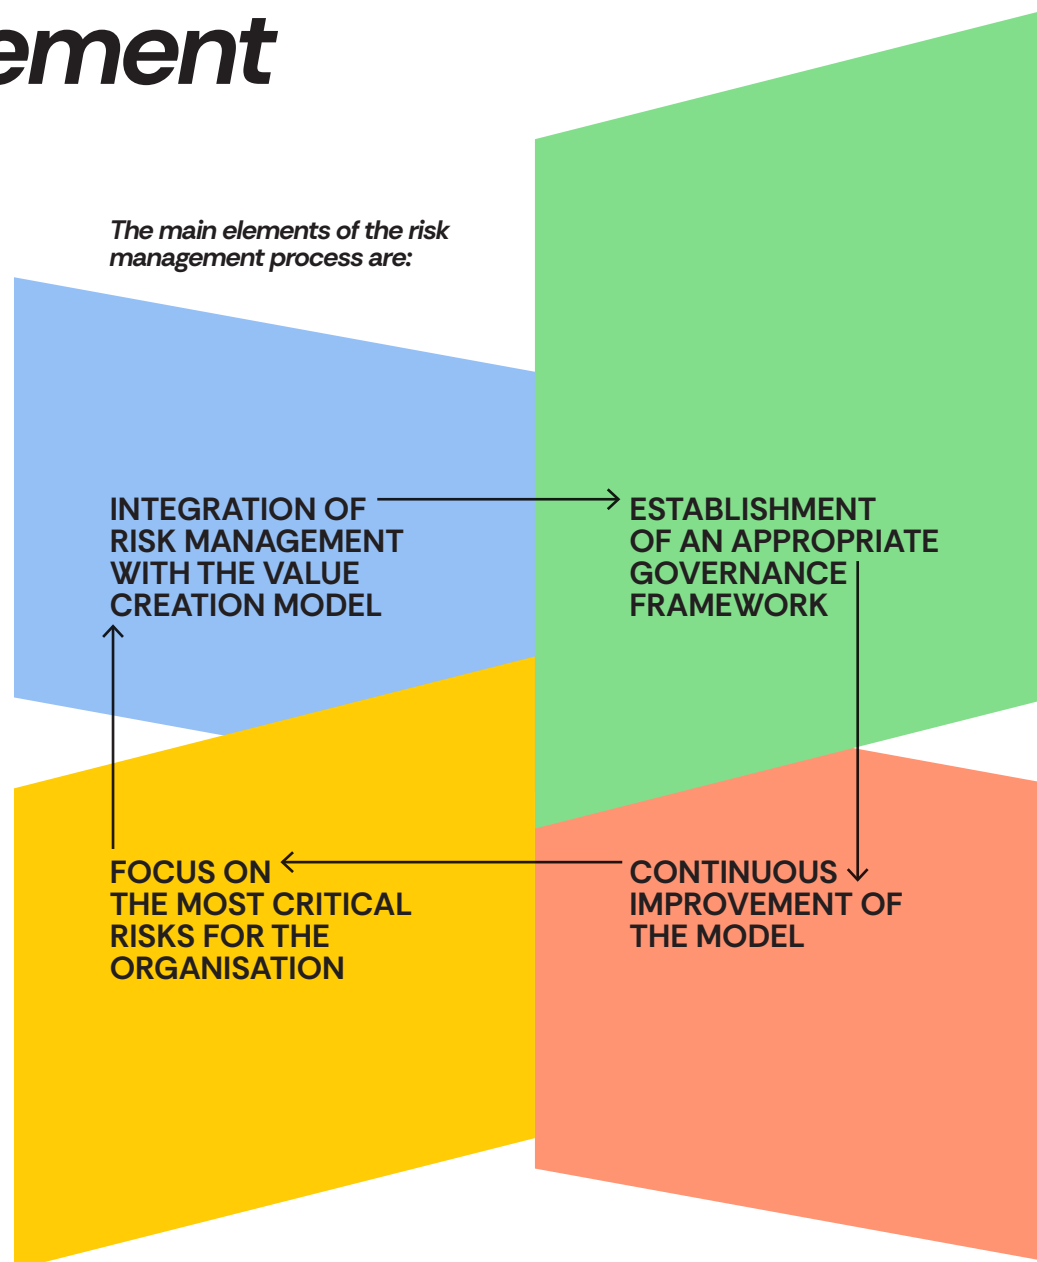 ement
The main elements of the risk
management process are:
INTEGRATION OF
RISK MANAGEMENT
WITH THE VALUE
CREATION MODEL
ESTABLISHMENT
OF AN APPROPRIATE
GOVERNANCE
FRAMEWORK
FOCUS ON
THE MOST CRITICAL
RISKS FOR THE
ORGANISATION
CONTINUOUS
IMPROVEMENT OF
THE MODEL